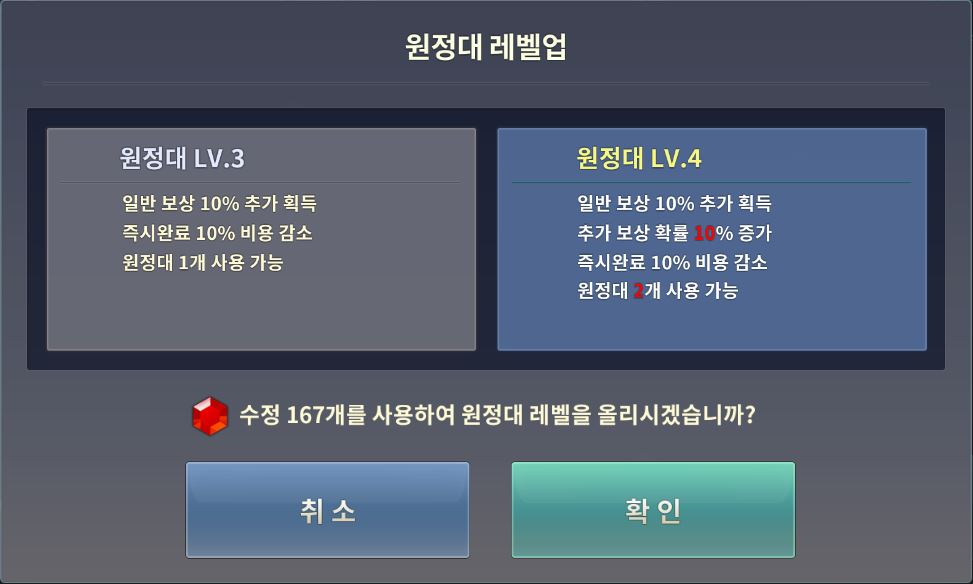 원정대 레벨업
원정대 LV.3
일반 보상 10% 추가 획득
즉시완료 10% 비용 감소
원정대 1개 사용 가능
원정대 LV.4
일반 보상 10% 추가 획득
추가 보상 확률 10% 증가
즉시완료 10% 비용 감소
원정대 2개 사용 가능
수정 167개를 사용하여 원정대 레벨을 올리시겠습니까?
취 소
확 인